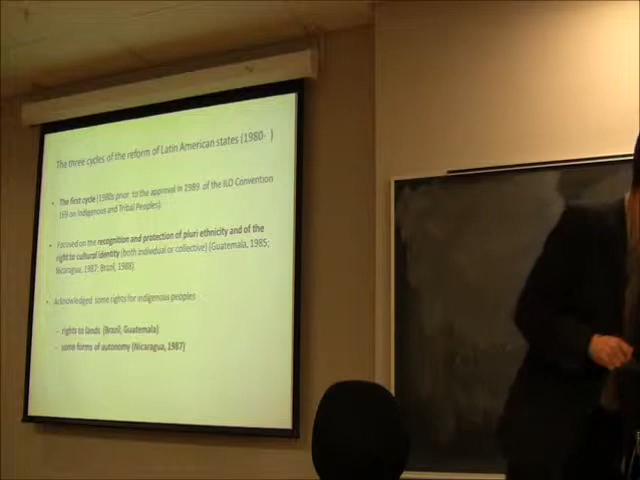 The three cycles of the reform of Latin American states (1980- )
• The first cycle (1980s prior to the approval in 1989 of the ILO Convention
169 on Indigenous and Tribal Peoples)
• Focused on the recognition and protection of pluri ethnicity and of the
right to cultural identity (both individual or collective) (Guatemala, 1985;
Nicaragua, 1987; Brazil, 1988)
• Acknowledged some rights for indigenous peoples
– rights to lands (Brazil, Guatemala)
– some forms of autonomy (Nicaragua, 1987)